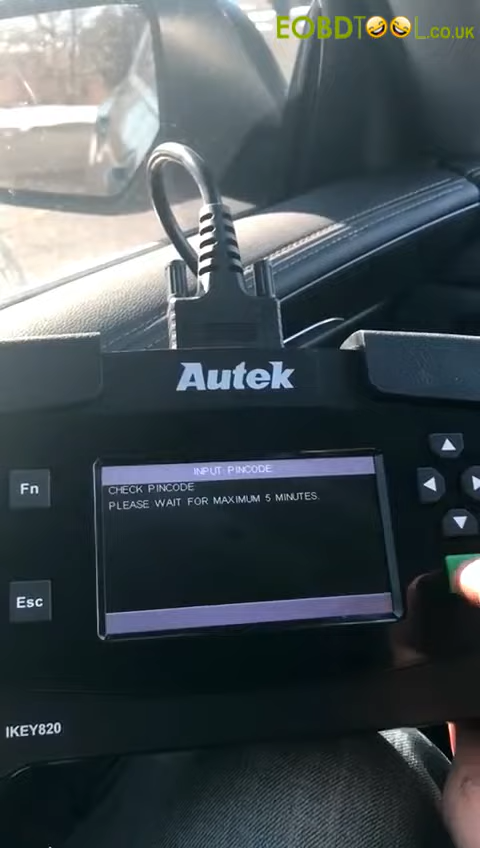 EOBDTOOL.co.uk
Autek
INPUT PINCODE
CHECK PINCODE
PLEASE WAIT FOR MAXIMUM 5 MINUTES.
Fn
Esc
IKEY820